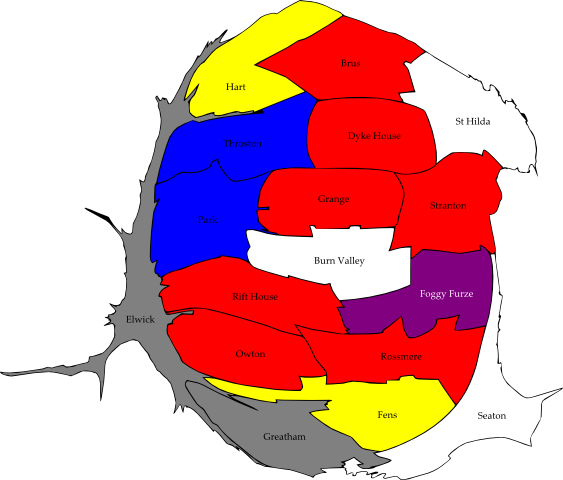 Brus
Hart
St Hilda
Dyke House
Throston
Grange
Stranton
Park
Burn Valley
Foggy Furze
Rift House
Elwick
Owton
Rossmere
Fens
Seaton
Greatham